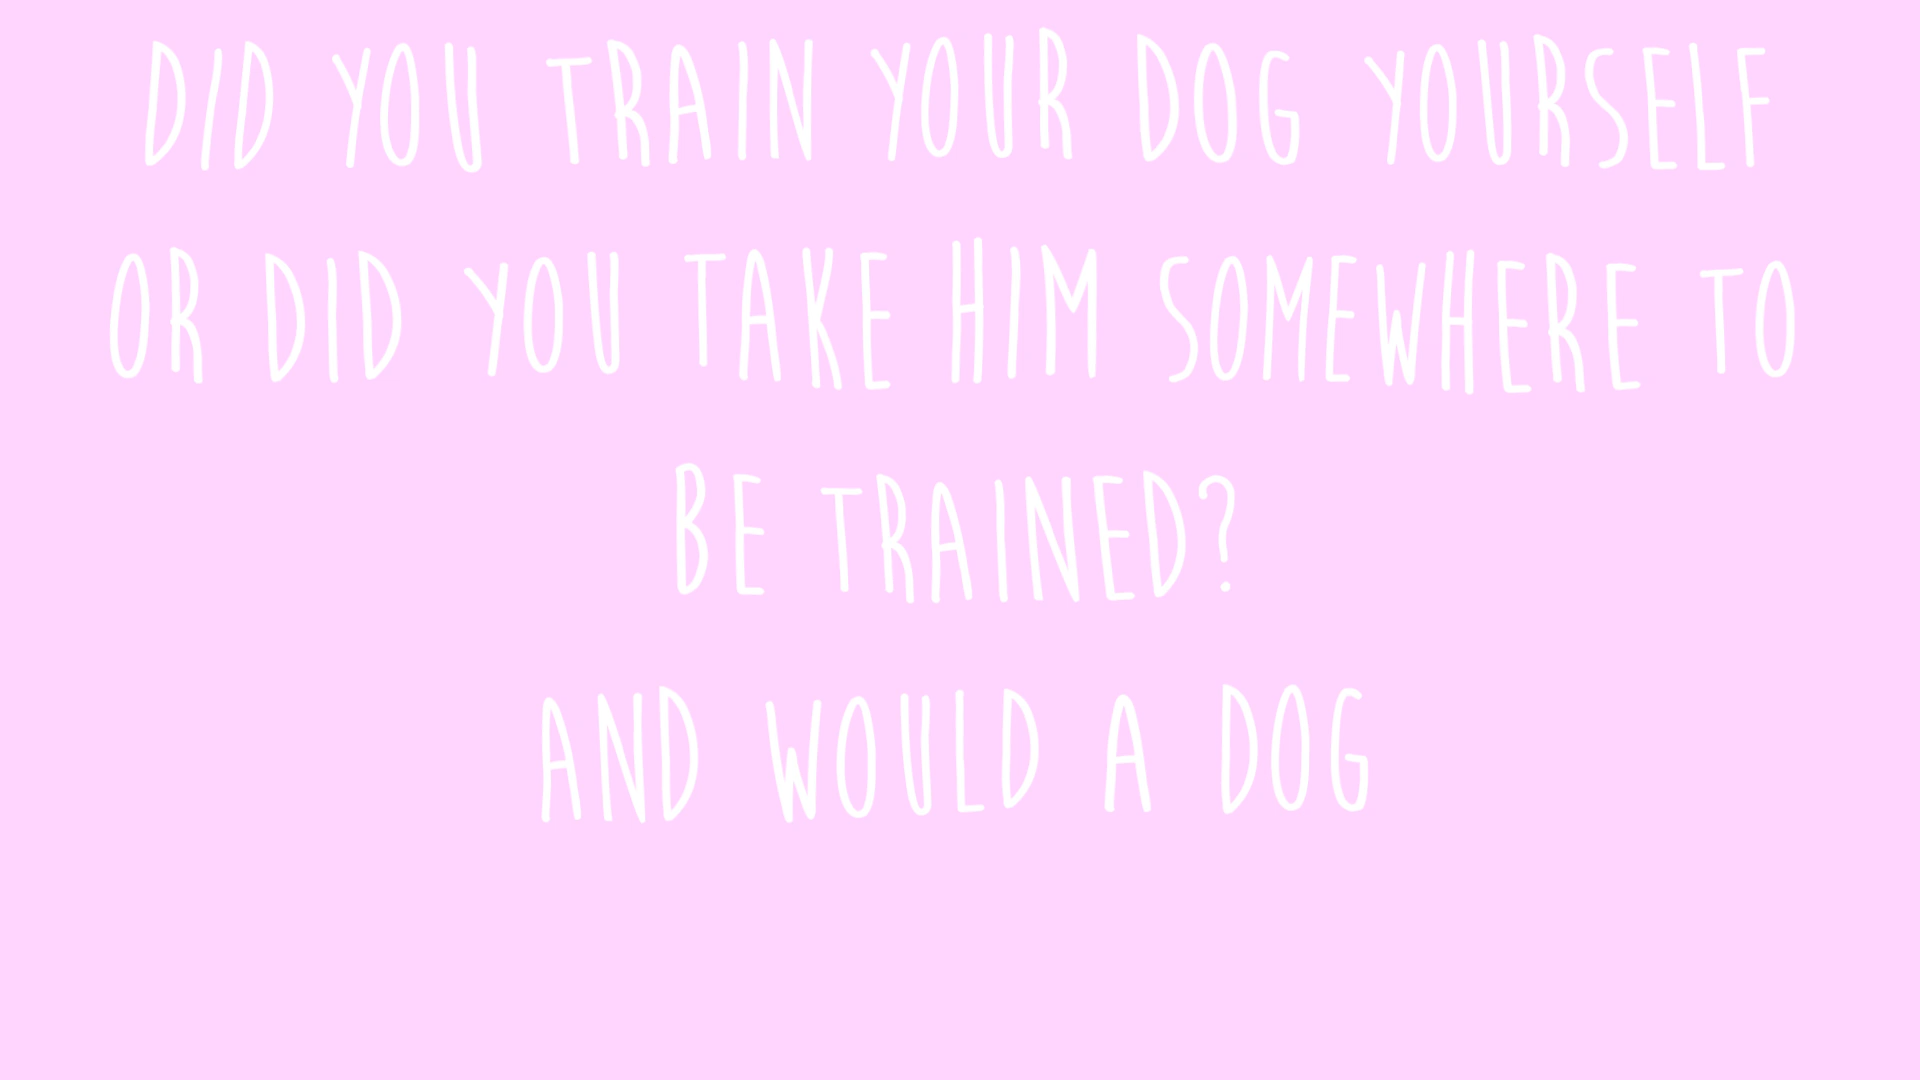 DID YOU TRAIN YOUR DOG YOURSELF
OR DID YOU TAKE HIM SOMEWHERE TO
BE TRAINED?
AND WOULD A DOG